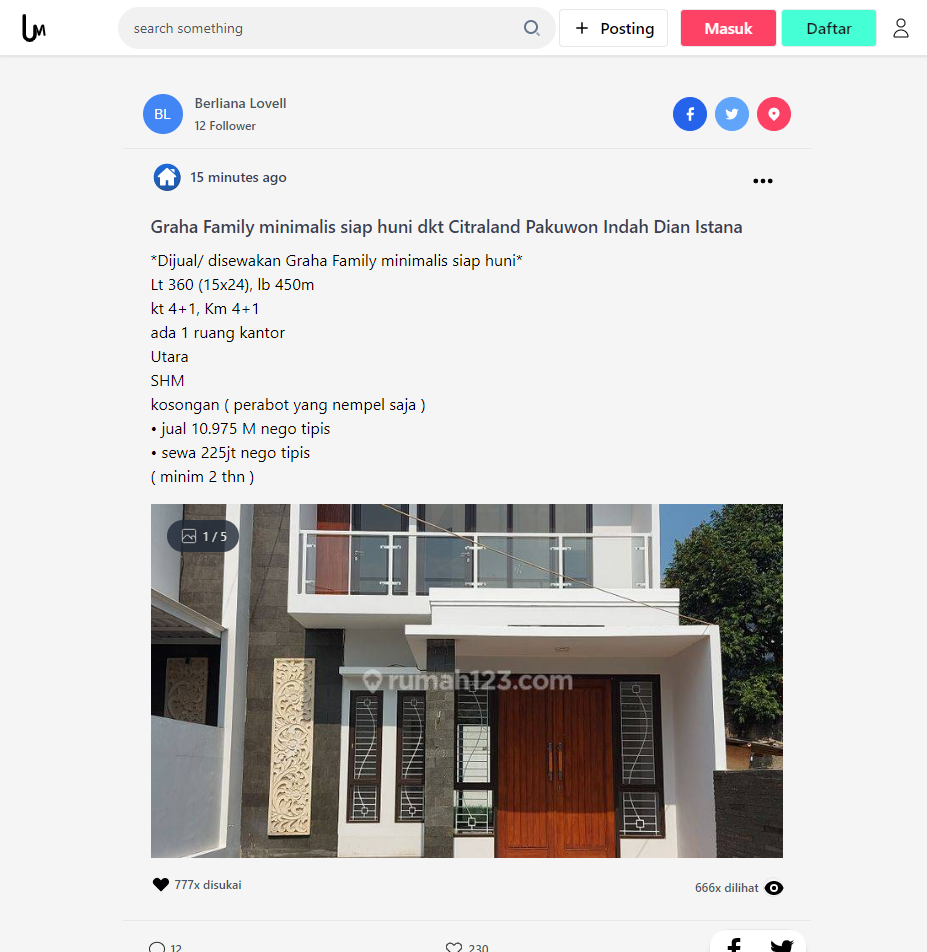 UM
search something
+ Posting
Masuk
Daftar
BL
Berliana Lovell
12 Follower
15 minutes ago
Graha Family minimalis siap huni dkt Citraland Pakuwon Indah Dian Istana
*Dijual/ disewakan Graha Family minimalis siap huni*
Lt 360 (15x24), lb 450m
kt 4+1, Km 4+1
ada 1 ruang kantor
Utara
SHM
kosongan ( perabot yang nempel saja )
• jual 10.975 M nego tipis
• sewa 225jt nego tipis
( minim 2 thn )
1 / 5
rumah123.com
777x disukai
666x dilihat
12
230